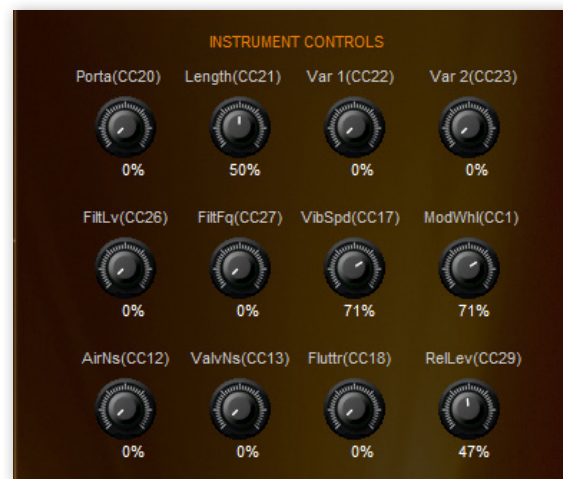 INSTRUMENT CONTROLS
Porta(CC20) Length(CC21) Var 1(CC22) Var 2(CC23)
0% 50% 0% 0%
FiltLv(CC26) FiltFq(CC27) VibSpd(CC17) ModWhl(CC1)
0% 0% 71% 71%
AirNs(CC12) ValvNs(CC13) Fluttr(CC18) RelLev(CC29)
0% 0% 0% 47%